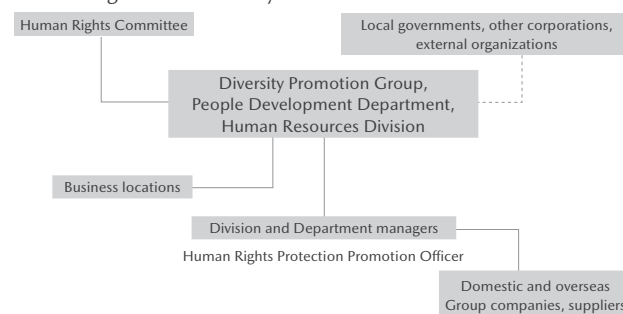 Human Rights Committee
Local governments, other corporations,
external organizations
Diversity Promotion Group,
People Development Department,
Human Resources Division
Business locations
Division and Department managers
Human Rights Protection Promotion Officer
Domestic and overseas
Group companies, suppliers